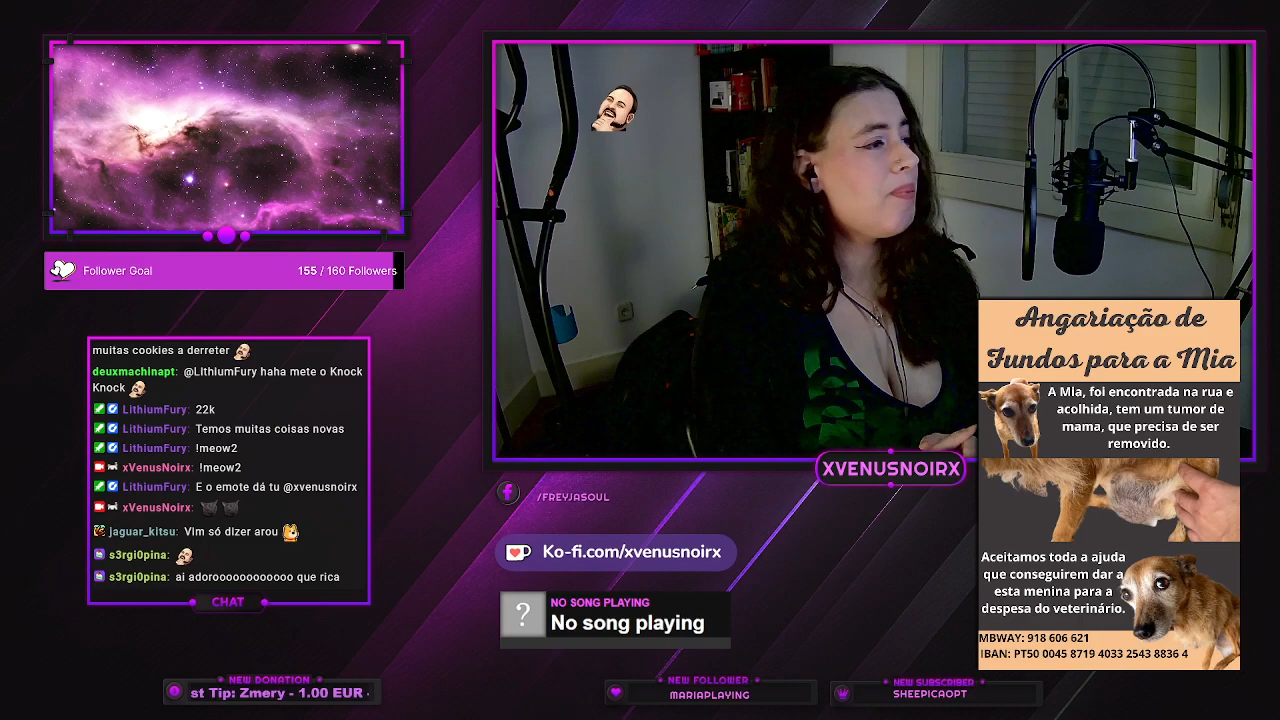 Follower Goal
155 / 160 Followers
muitas cookies a derreter
deuxmachinapt: @LIthiumFury haha mete o Knock
Knock
LithiumFury: 22k
LithiumFury: Temos muitas coisas novas
LithiumFury: !meow2
xVenusNoirx: !meow2
LithiumFury: E o emote dá tu @xvenusnoirx
xVenusNoirx:
jaguar_kitsu: VIm só dizer arou
s3rgi0pina:
s3rgi0pina: ai adoroooooooooooo que rica
CHAT
XVENUSNOIRX
/FREYJASOUL
Ko-fi.com/xvenusnoirx
?
NO SONG PLAYING
No song playing
Angariação de
Fundos para a Mia
A MIa, foi encontrada na rua e
acolhida, tem um tumor de
mama, que precisa de ser
removido.
Aceitamos toda a ajuda
que conseguirem dar a
esta menina para a
despesa do veterinário.
MBWAY: 918 606 621
IBAN: PT50 0045 8719 4033 2543 8836 4
NEW DONATION
st Tip: Zmery - 1.00 EUR
NEW FOLLOWER
MARIAPLAYING
NEW SUBSCRIBER
SHEEPICAOPT